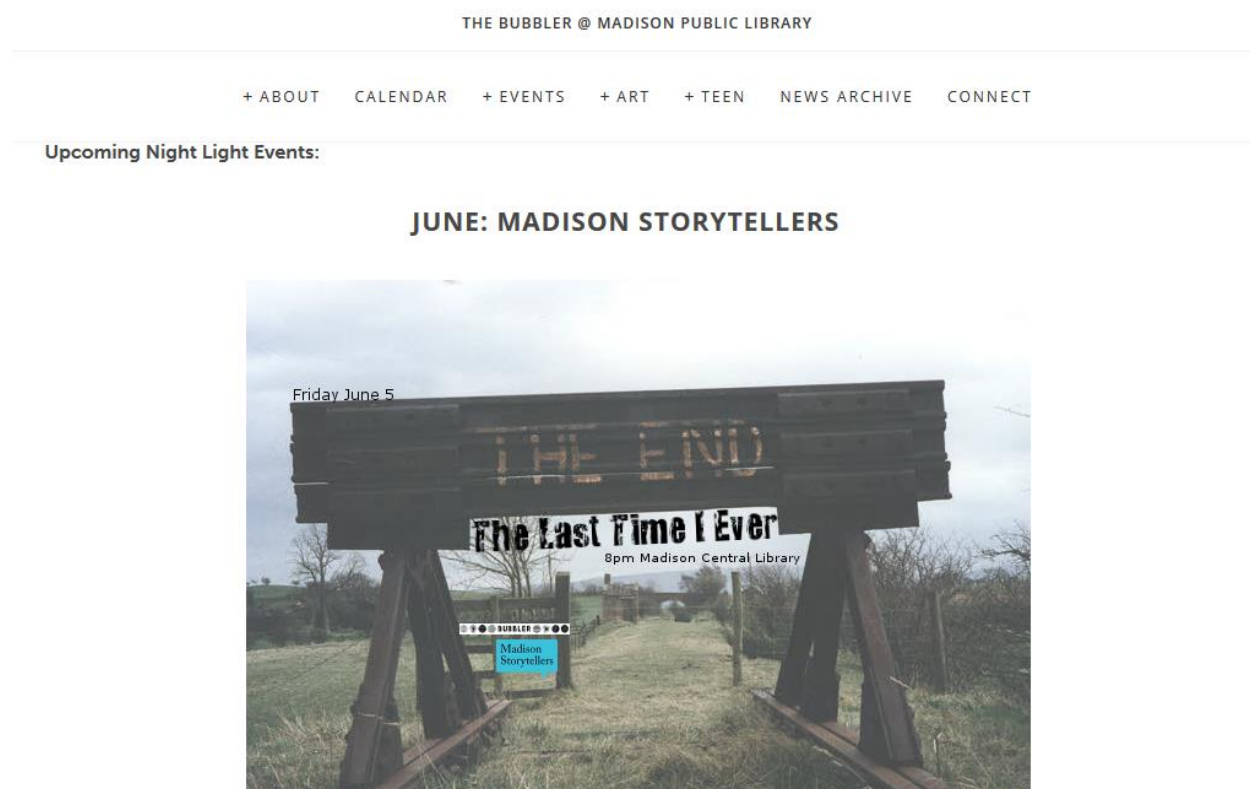 THE BUBBLER @ MADISON PUBLIC LIBRARY
+ ABOUT CALENDAR + EVENTS + ART + TEEN NEWS ARCHIVE CONNECT
Upcoming Night Light Events:
JUNE: MADISON STORYTELLERS
Friday June 5
THE END
The Last Time I Ever
8pm Madison Central Library
BUBBLER
Madison
Storytellers